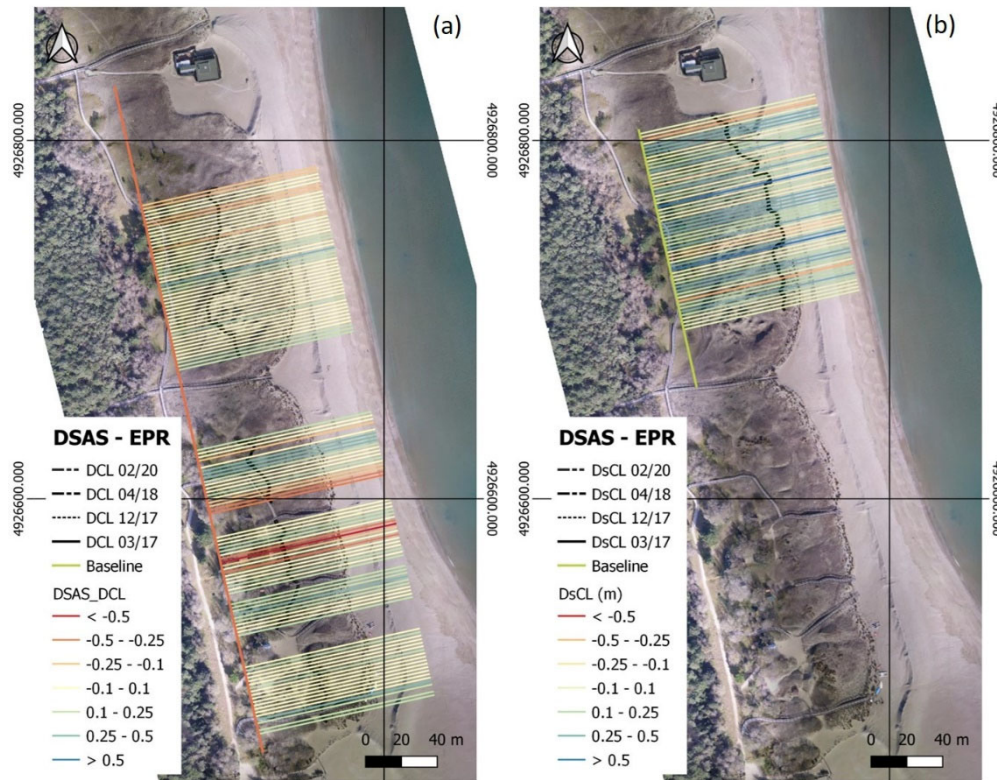 (a)
(b)
4926800.000
4926800.000
4926600.000
4926600.000
DSAS - EPR
DCL 02/20
DCL 04/18
DCL 12/17
DCL 03/17
Baseline
DSAS_DCL
< -0.5
-0.5 - -0.25
-0.25 - -0.1
-0.1 - 0.1
0.1 - 0.25
0.25 - 0.5
> 0.5
0 20 40 m
4926800.000
4926600.000
DSAS - EPR
DsCL 02/20
DsCL 04/18
DsCL 12/17
DsCL 03/17
Baseline
DsCL (m)
< -0.5
-0.5 - -0.25
-0.25 - -0.1
-0.1 - 0.1
0.1 - 0.25
0.25 - 0.5
> 0.5
0 20 40 m